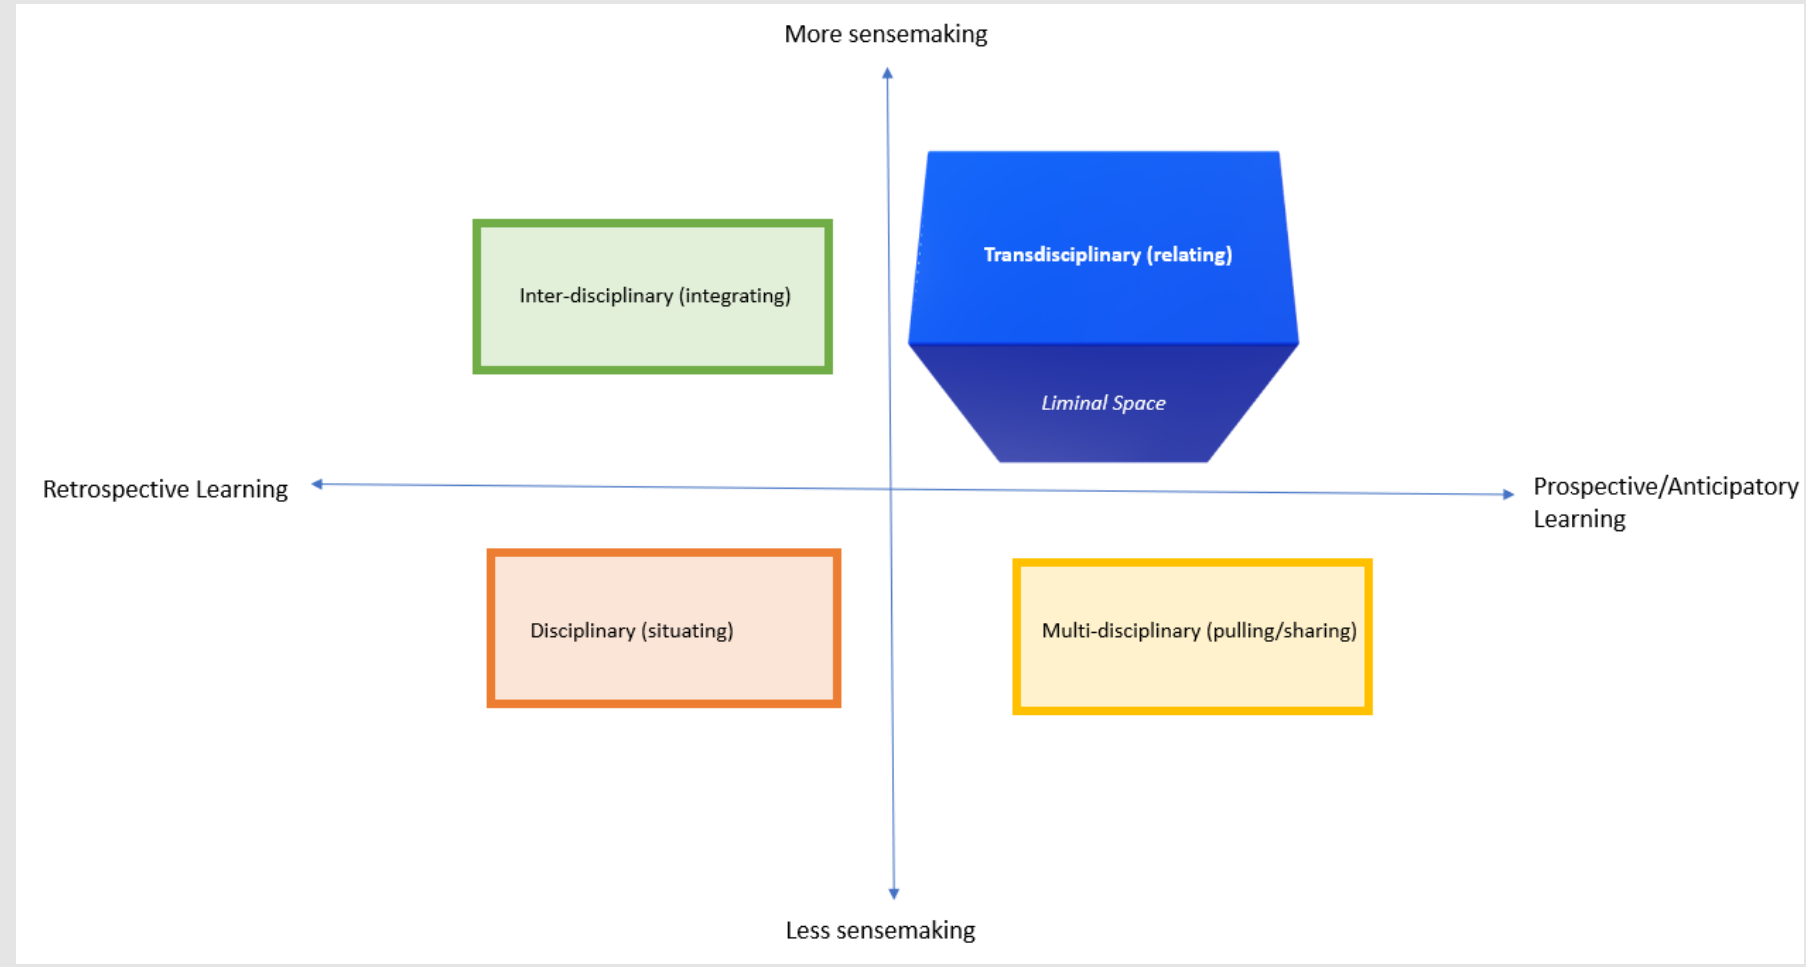 More sensemaking
Transdisciplinary (relating)
Inter-disciplinary (integrating)
Liminal Space
Retrospective Learning
Prospective/Anticipatory
Learning
Disciplinary (situating)
Multi-disciplinary (pulling/sharing)
Less sensemaking